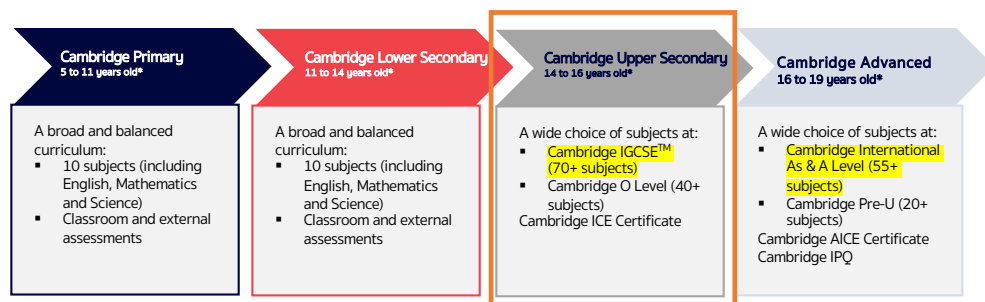 Cambridge Primary
5 to 11 years old*
A broad and balanced
curriculum:
▪ 10 subjects (including
English, Mathematics
and Science)
▪ Classroom and external
assessments
Cambridge Lower Secondary
11 to 14 years old*
A broad and balanced
curriculum:
▪ 10 subjects (including
English, Mathematics
and Science)
▪ Classroom and external
assessments
Cambridge Upper Secondary
14 to 16 years old*
A wide choice of subjects at:
▪ Cambridge IGCSE™
(70+ subjects)
▪ Cambridge O Level (40+
subjects)
Cambridge ICE Certificate
Cambridge Advanced
16 to 19 years old*
A wide choice of subjects at:
▪ Cambridge International
As & A Level (55+
subjects)
▪ Cambridge Pre-U (20+
subjects)
Cambridge AICE Certificate
Cambridge IPQ